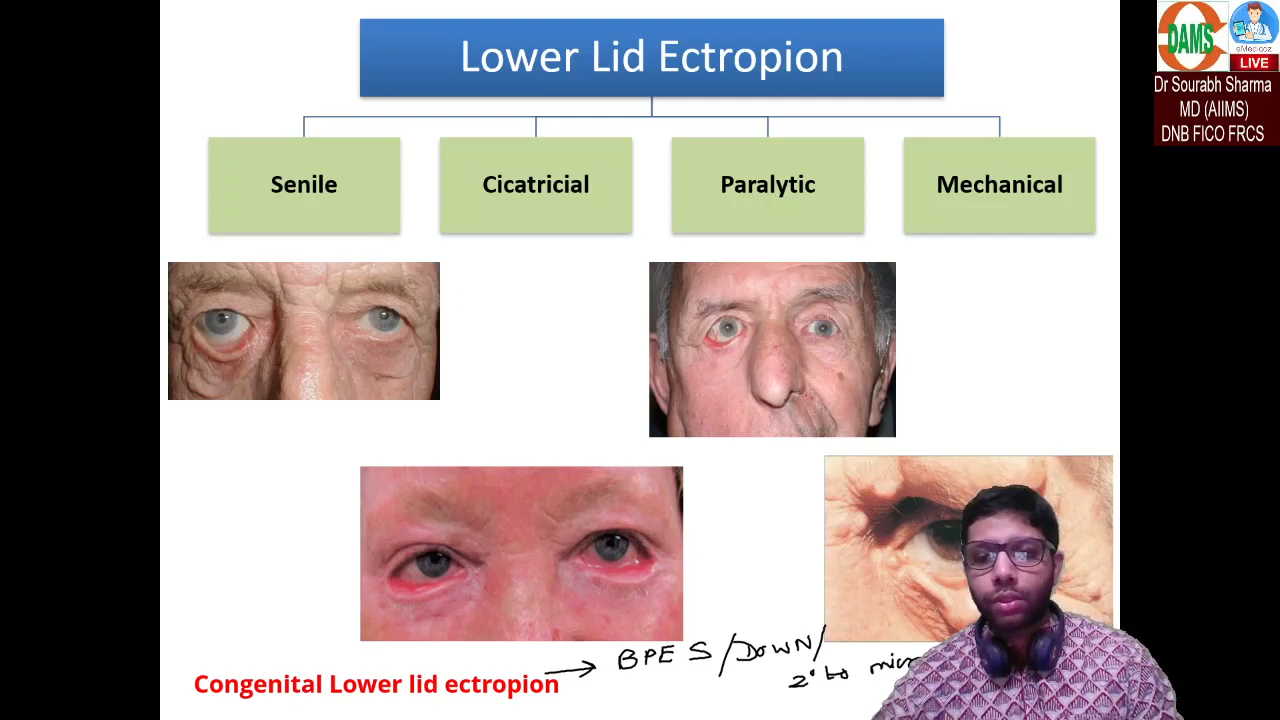 Lower Lid Ectropion
DAMS
eMedicoz
LIVE
Dr Sourabh Sharma
MD (AIIMS)
DNB FICO FRCS
Senile
Cicatricial
Paralytic
Mechanical
Congenital Lower lid ectropion → BPES/DOWN/
2° to